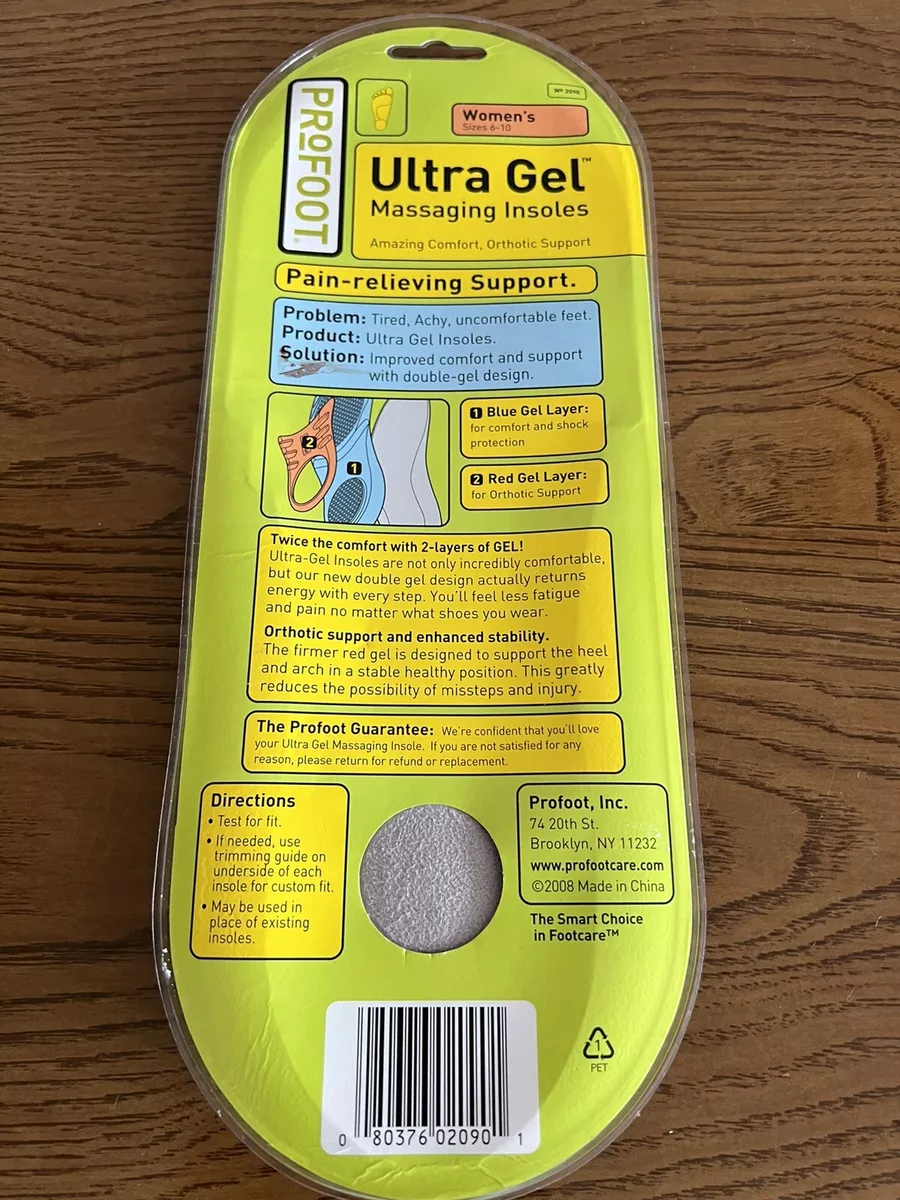 PROFOOT®
Nº 2090
Women's
Sizes 6-10
Ultra Gel™
Massaging Insoles
Amazing Comfort, Orthotic Support
Pain-relieving Support.
Problem: Tired, Achy, uncomfortable feet.
Product: Ultra Gel Insoles.
Solution: Improved comfort and support
with double-gel design.
2
1
1 Blue Gel Layer:
for comfort and shock
protection
2 Red Gel Layer:
for Orthotic Support
Twice the comfort with 2-layers of GEL!
Ultra-Gel Insoles are not only incredibly comfortable,
but our new double gel design actually returns
energy with every step. You'll feel less fatigue
and pain no matter what shoes you wear.
Orthotic support and enhanced stability.
The firmer red gel is designed to support the heel
and arch in a stable healthy position. This greatly
reduces the possibility of missteps and injury.
The Profoot Guarantee: We're confident that you'll love
your Ultra Gel Massaging Insole. If you are not satisfied for any
reason, please return for refund or replacement.
Directions
• Test for fit.
• If needed, use
trimming guide on
underside of each
insole for custom fit.
• May be used in
place of existing
insoles.
Profoot, Inc.
74 20th St.
Brooklyn, NY 11232
www.profootcare.com
©2008 Made in China
The Smart Choice
in Footcare™
1
PET
0 80376 02090 1